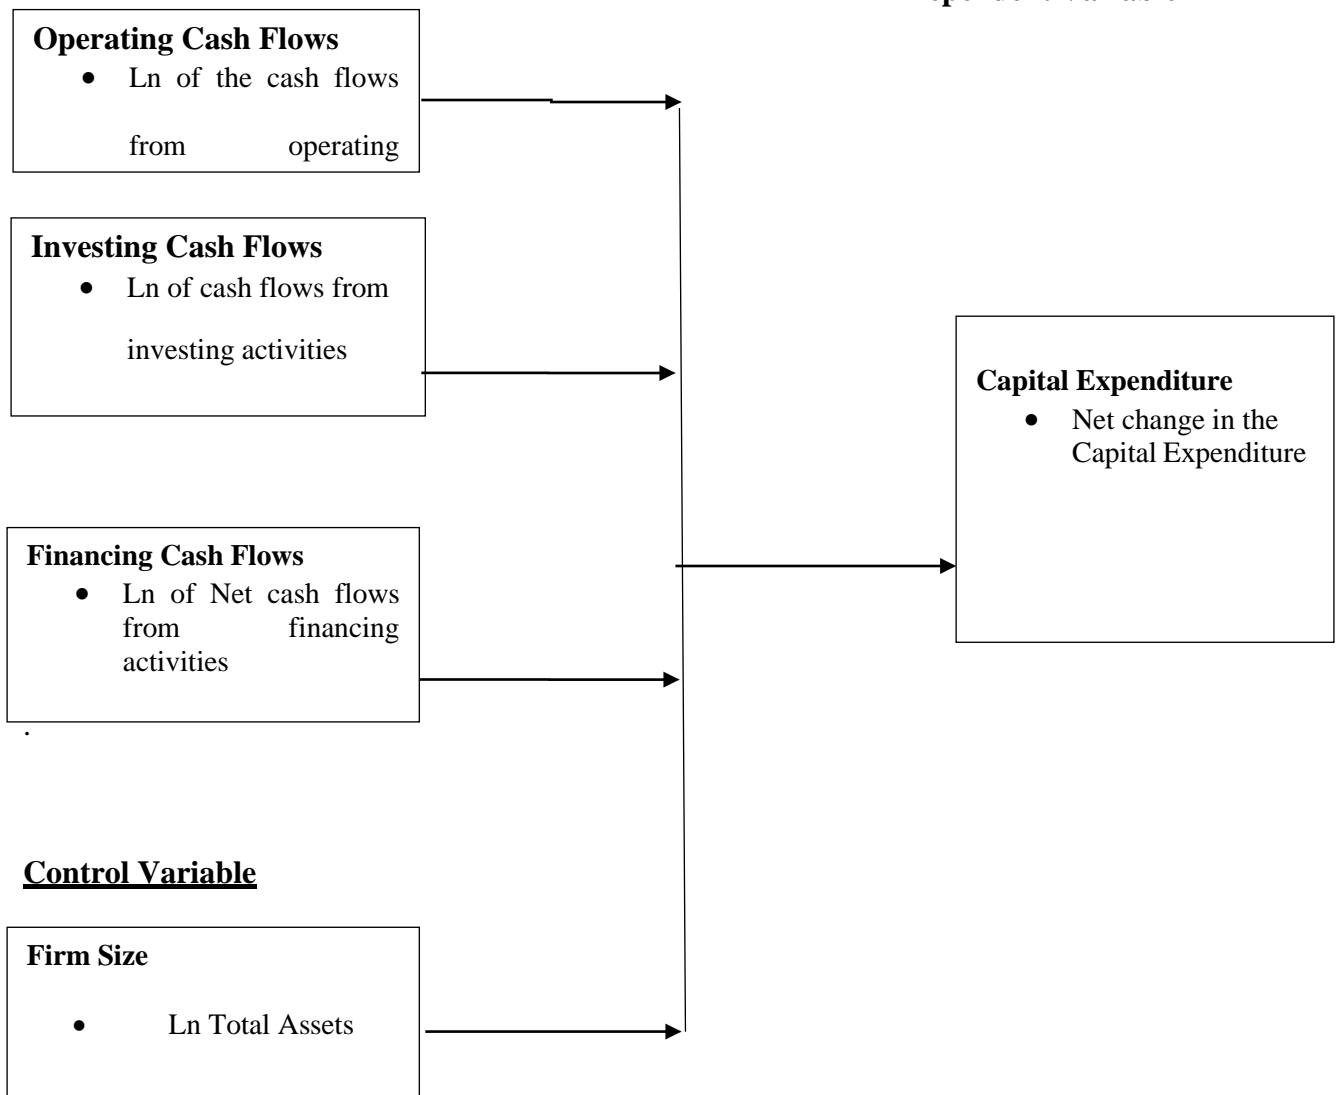 Operating Cash Flows
• Ln of the cash flows
from operating
Investing Cash Flows
• Ln of cash flows from
investing activities
Capital Expenditure
• Net change in the
Capital Expenditure
Financing Cash Flows
• Ln of Net cash flows
from financing
activities
.
Control Variable
Firm Size
• Ln Total Assets